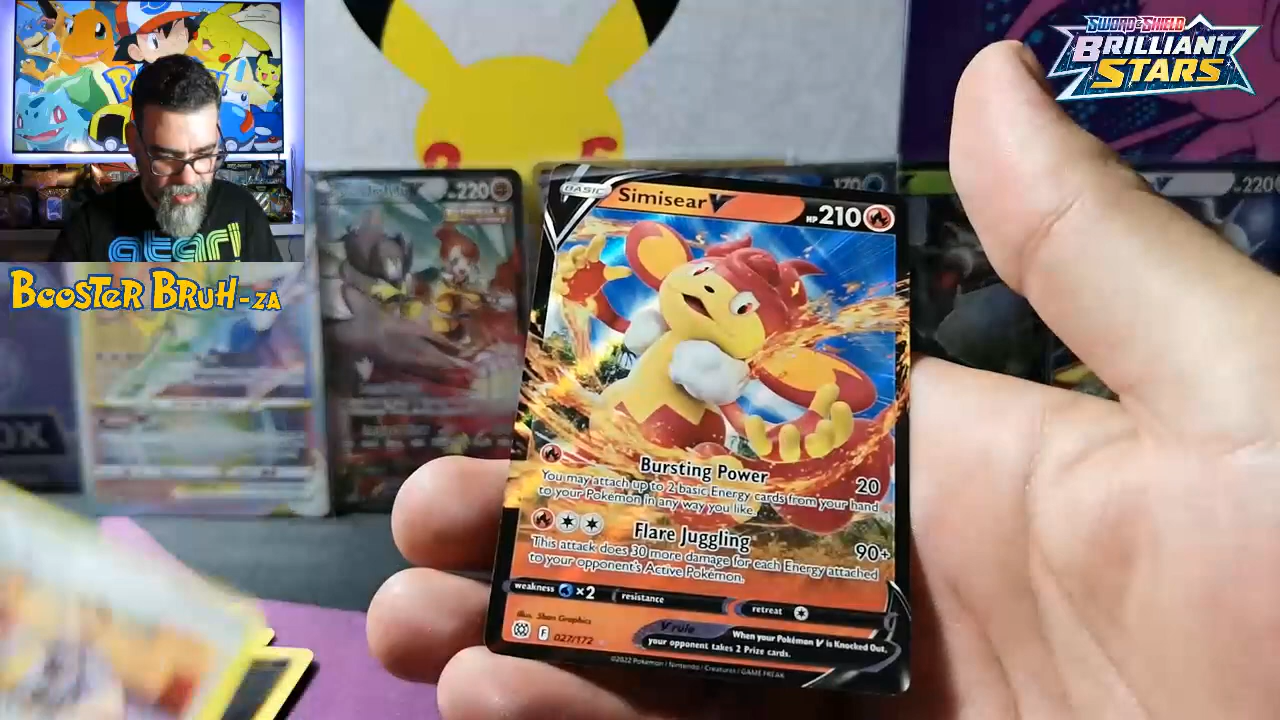 SWORD & SHIELD
BRILLIANT
STARS
atari
BOOSTER BRUH-ZA
220
170
220
BASIC
Simisear V
HP 210
Bursting Power
20
You may attach up to 2 basic Energy cards from your hand
to your Pokémon in any way you like.
Flare Juggling
90+
This attack does 30 more damage for each Energy attached
to your opponent's Active Pokémon.
weakness ×2
resistance
retreat
Illus. Shon Graphics
F 027/172
V rule
When your Pokémon V is Knocked Out,
your opponent takes 2 Prize cards.
©2022 Pokémon / Nintendo / Creatures / GAME FREAK